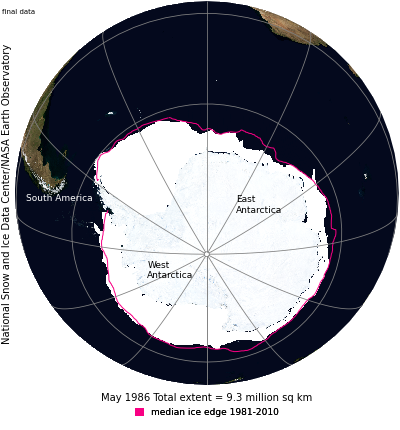 final data
National Snow and Ice Data Center/NASA Earth Observatory
South America
East
Antarctica
West
Antarctica
May 1986 Total extent = 9.3 million sq km
median ice edge 1981-2010